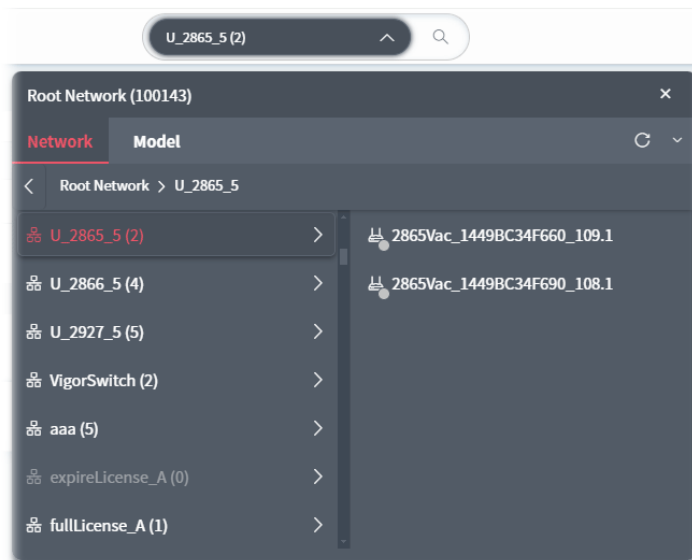 U_2865_5 (2)
Root Network (100143)
Network Model
Root Network > U_2865_5
U_2865_5 (2)
2865Vac_1449BC34F660_109.1
U_2866_5 (4)
2865Vac_1449BC34F690_108.1
U_2927_5 (5)
VigorSwitch (2)
aaa (5)
expireLicense_A (0)
fullLicense_A (1)